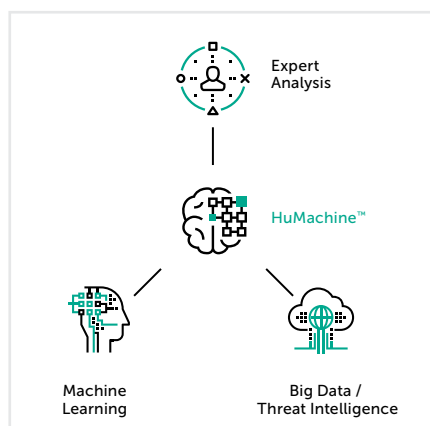 Expert
Analysis
HuMachine™
Machine
Learning
Big Data /
Threat Intelligence